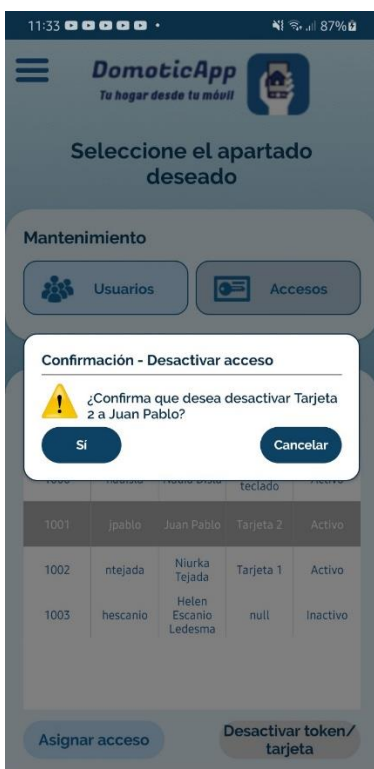 11:33
87%
DomoticApp
Tu hogar desde tu móvil
Seleccione el apartado
deseado
Mantenimiento
Usuarios
Accesos
Confirmación - Desactivar acceso
¿Confirma que desea desactivar Tarjeta
2 a Juan Pablo?
Sí
Cancelar
teclado
1001 jpablo Juan Pablo Tarjeta 2 Activo
1002 ntejada Niurka Tejada Tarjeta 1 Activo
1003 hescanio Helen Escanio Ledesma null Inactivo
Asignar acceso
Desactivar token/
tarjeta